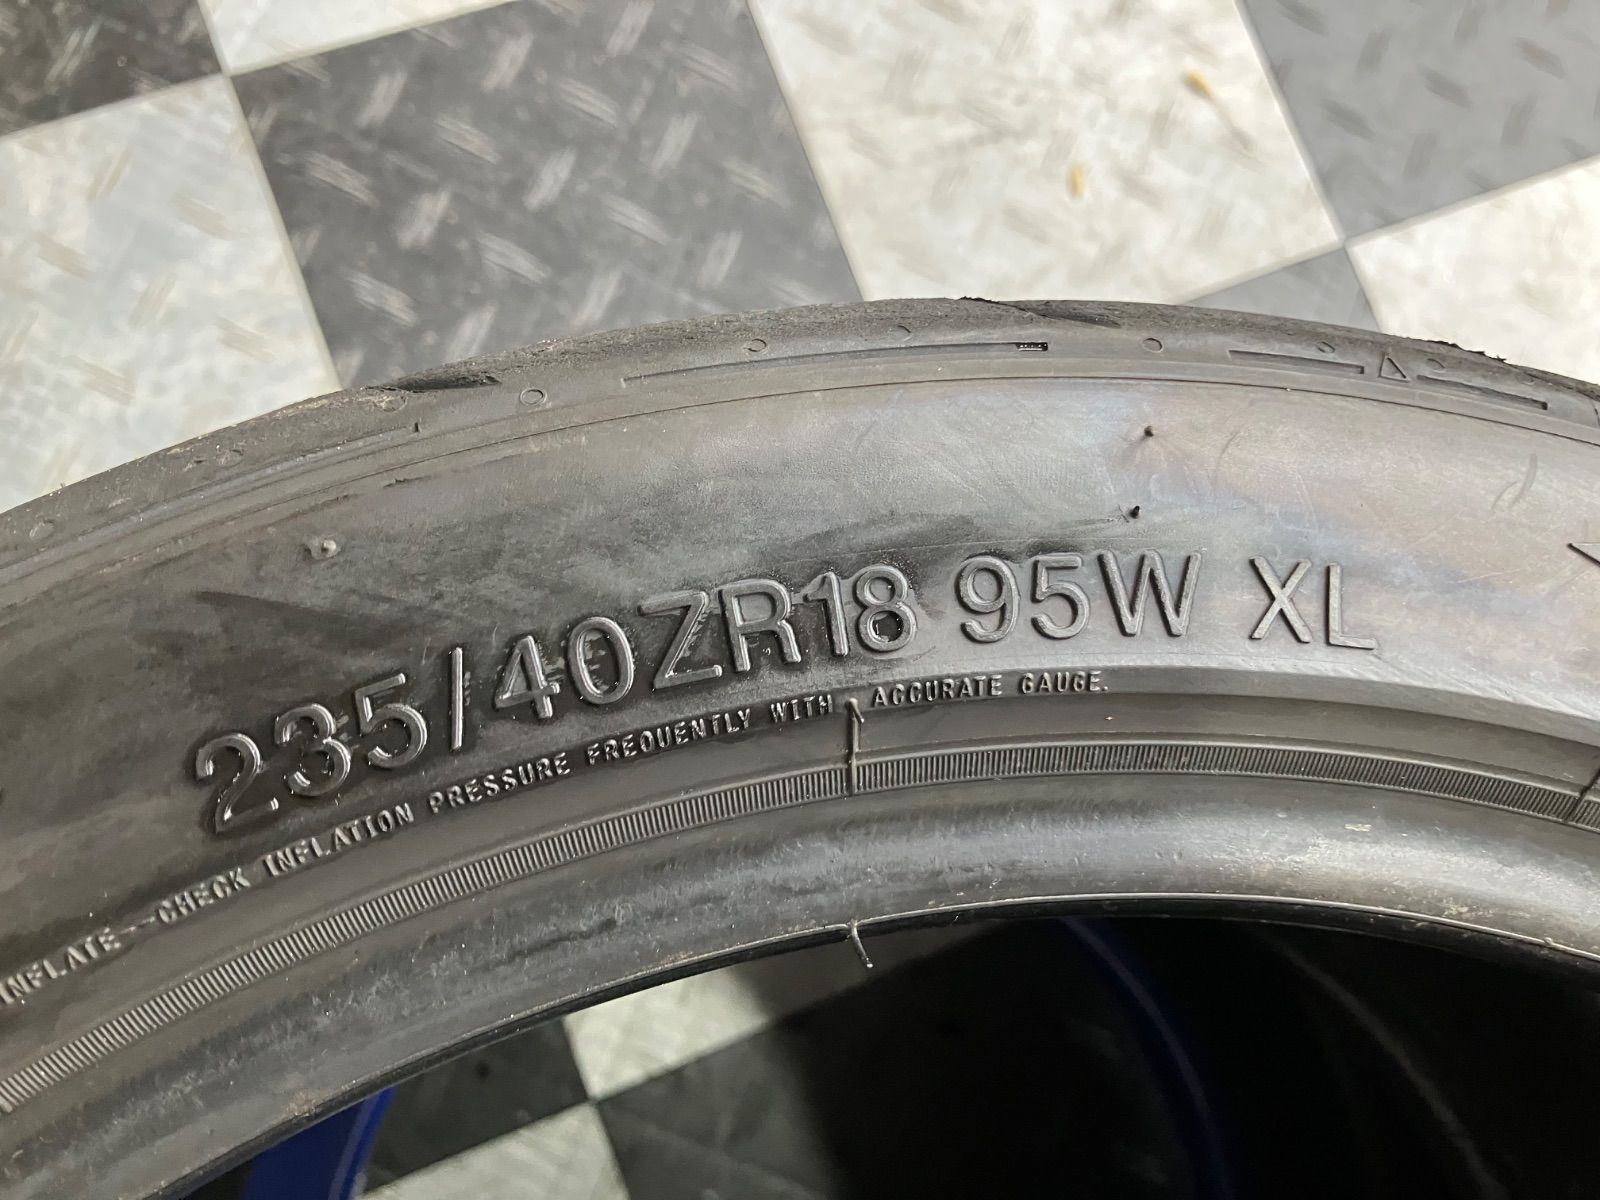 235/40ZR18 95W XL
INFLATE--CHECK INFLATION PRESSURE FREQUENTLY WITH ACCURATE GAUGE.